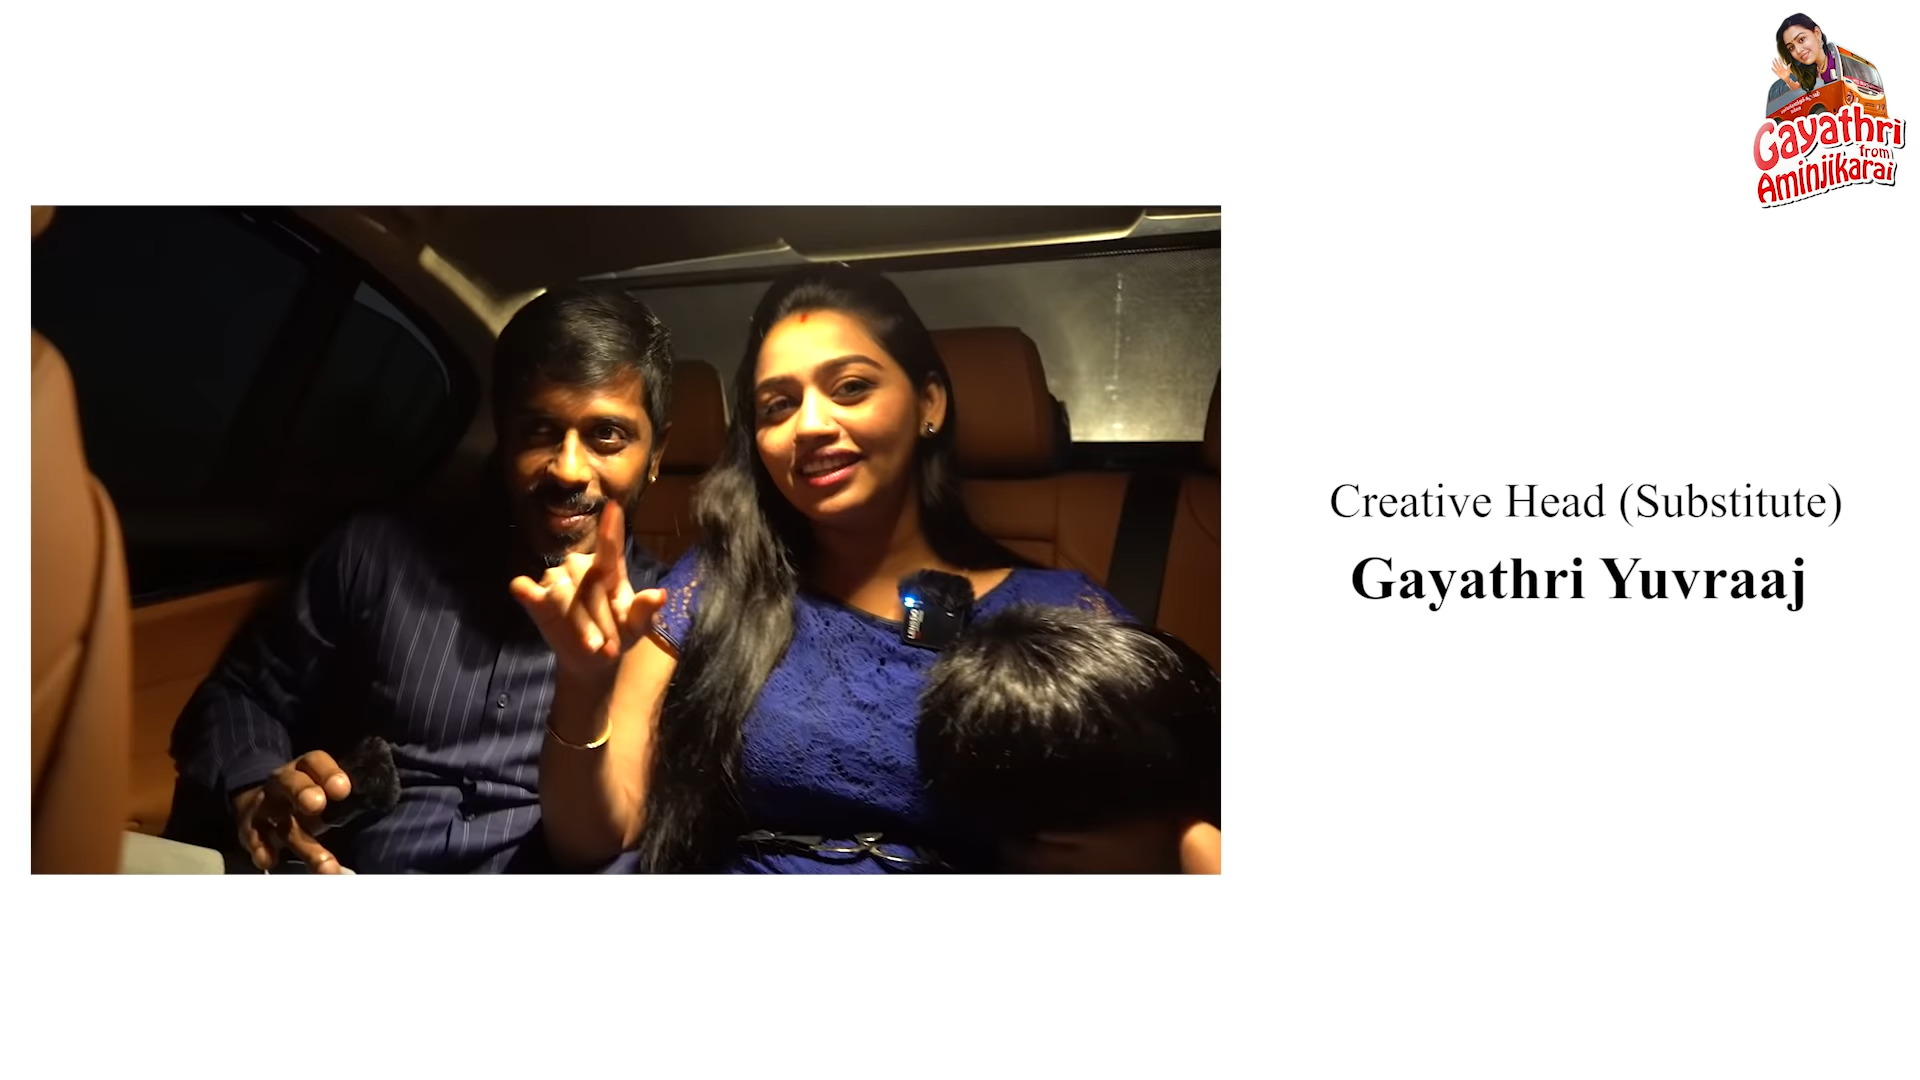 Gayathri
from
Aminjikarai
Creative Head (Substitute)
Gayathri Yuvraaj